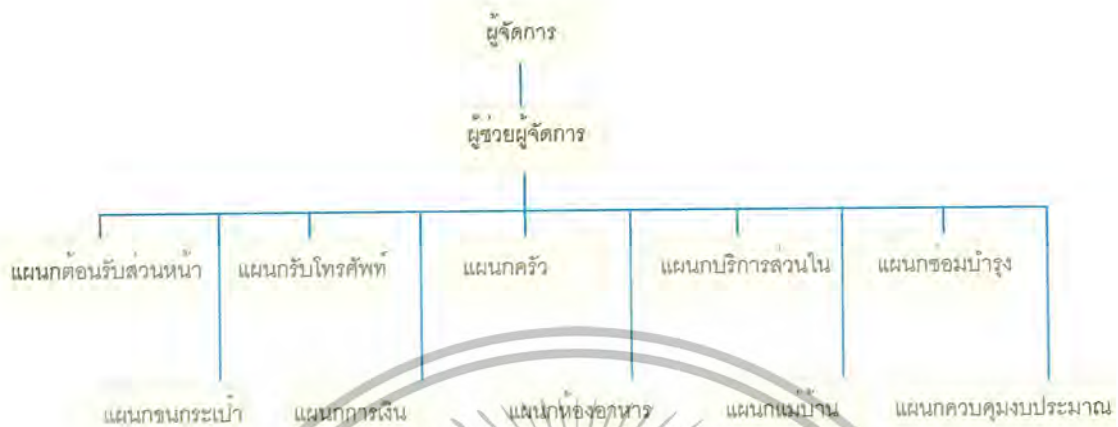 ผู้จัดการ
ผู้ช่วยผู้จัดการ
แผนกต้อนรับส่วนหน้า แผนกรับโทรศัพท์ แผนกครัว แผนกบริการส่วนใน แผนกซ่อมบำรุง
แผนกขนกระเป๋า แผนกการเงิน แผนกห้องอาหาร แผนกแม่บ้าน แผนกควบคุมงบประมาณ